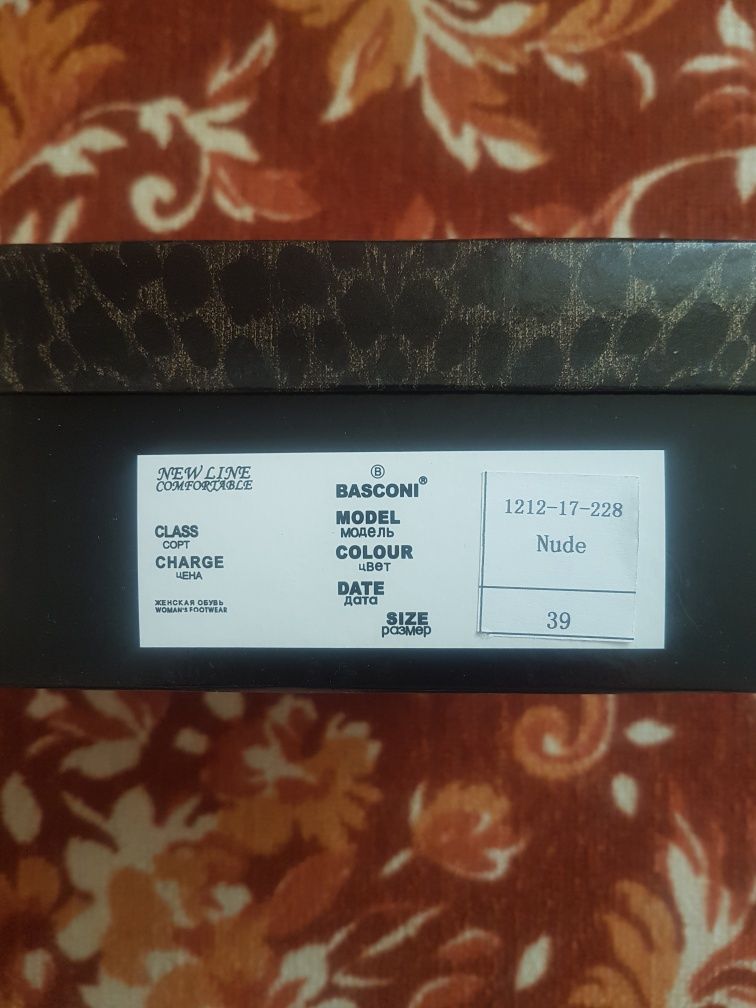 NEW LINE
COMFORTABLE
CLASS
СОРТ
CHARGE
ЦЕНА
ЖЕНСКАЯ ОБУВЬ
WOMAN'S FOOTWEAR
B
BASCONI®
MODEL
модель
COLOUR
цвет
DATE
дата
SIZE
размер
1212-17-228
Nude
39